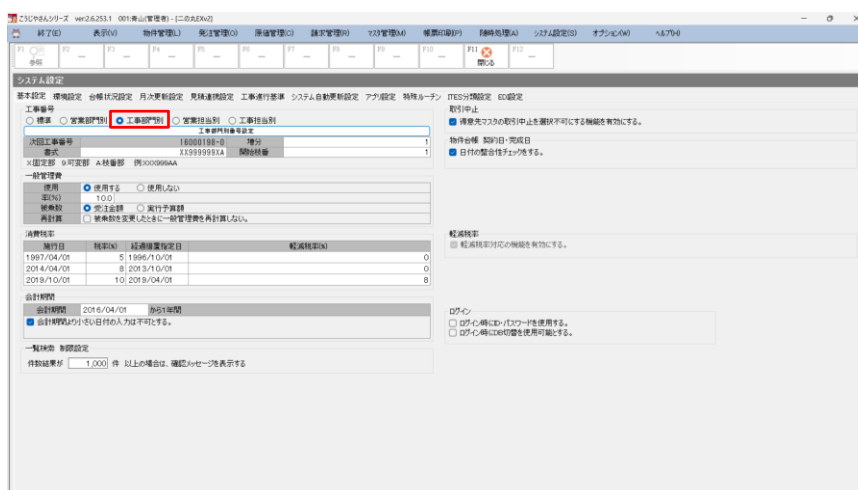 こうじやさんシリーズ ver.2.6.253.1 001:青山(管理者) - [二の丸EXv2]
終了(E) 表示(V) 物件管理(L) 発注管理(O) 原価管理(C) 請求管理(R) マスタ管理(M) 帳票印刷(P) 随時処理(A) システム設定(S) オプション(W) ヘルプ(H)
F1 F2 F3 F4 F5 F6 F7 F8 F9 F10 F11 F12
参照 閉じる
システム設定
基本設定 環境設定 台帳状況設定 月次更新設定 見積連携設定 工事進行基準 システム自動更新設定 アプリ設定 特殊ルーチン ITES分類設定 EDI設定
工事番号
標準 営業部門別 工事部門別 営業担当別 工事担当別
工事部門別番号設定
次回工事番号 16000198-0 増分 1
書式 XX999999XA 開始枝番 1
X:固定部 9:可変部 A:枝番部 例:XXX999AA
一般管理費
使用 使用する 使用しない
率(%) 10.0
被乗数 受注金額 実行予算額
再計算 被乗数を変更したときに一般管理費を再計算しない。
消費税率
施行日 税率(%) 経過措置指定日 軽減税率(%)
1997/04/01 5 1996/10/01 0
2014/04/01 8 2013/10/01 0
2019/10/01 10 2019/04/01 8
会計期間
会計期間 2016/04/01 から1年間
会計期間より小さい日付の入力は不可とする。
一覧検索 制限設定
件数結果が 1,000 件 以上の場合は、確認メッセージを表示する
取引中止
得意先マスタの取引中止を選択不可にする機能を有効にする。
物件台帳 契約日・完成日
日付の整合性チェックをする。
軽減税率
軽減税率対応の機能を有効にする。
ログイン
ログイン時にID・パスワードを使用する。
ログイン時にDB切替を使用可能とする。